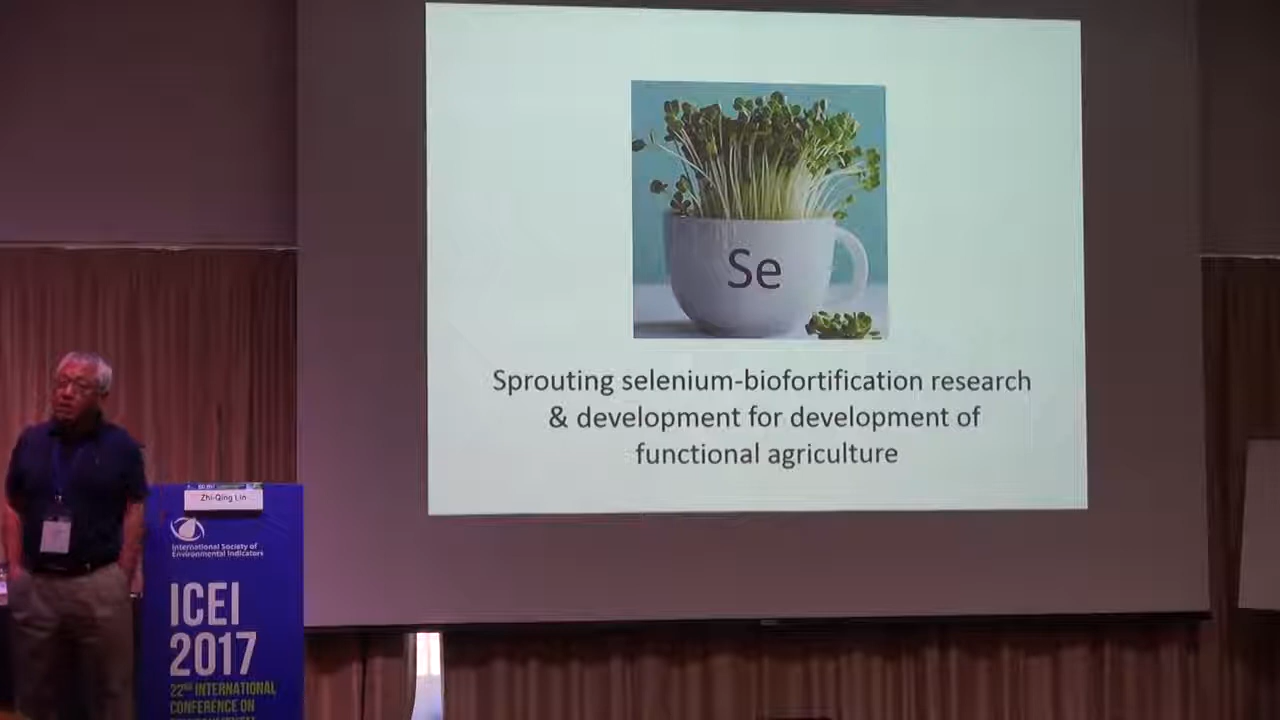 Se
Sprouting selenium-biofortification research
& development for development of
functional agriculture
Zhi-Qing Lin
International Society of
Environmental Indicators
ICEI
2017
22ND INTERNATIONAL
CONFERENCE ON